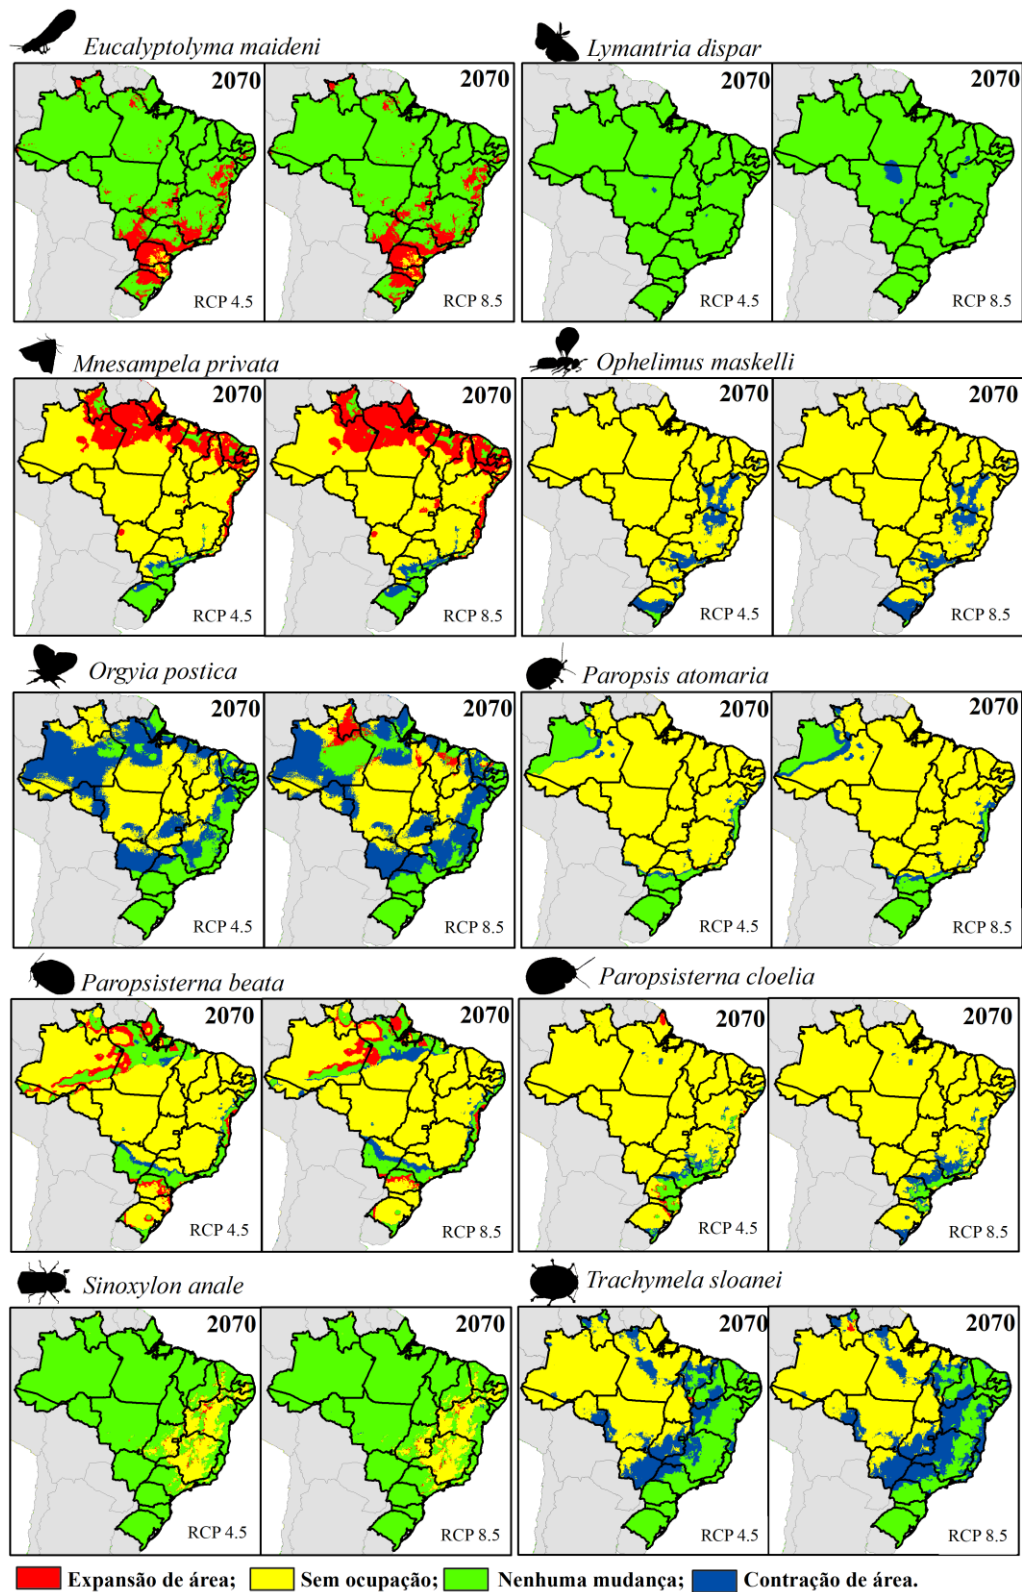 Eucalyptolyma maideni
Lymantria dispar
2070
2070
2070
2070
RCP 4.5
RCP 8.5
RCP 4.5
RCP 8.5
Mnesampela privata
Ophelimus maskelli
2070
2070
2070
2070
RCP 4.5
RCP 8.5
RCP 4.5
RCP 8.5
Orgyia postica
Paropsis atomaria
2070
2070
2070
2070
RCP 4.5
RCP 8.5
RCP 4.5
RCP 8.5
Paropsisterna beata
Paropsisterna cloelia
2070
2070
2070
2070
RCP 4.5
RCP 8.5
RCP 4.5
RCP 8.5
Sinoxylon anale
Trachymela sloanei
2070
2070
2070
2070
RCP 4.5
RCP 8.5
RCP 4.5
RCP 8.5
Expansão de área; Sem ocupação; Nenhuma mudança; Contração de área.